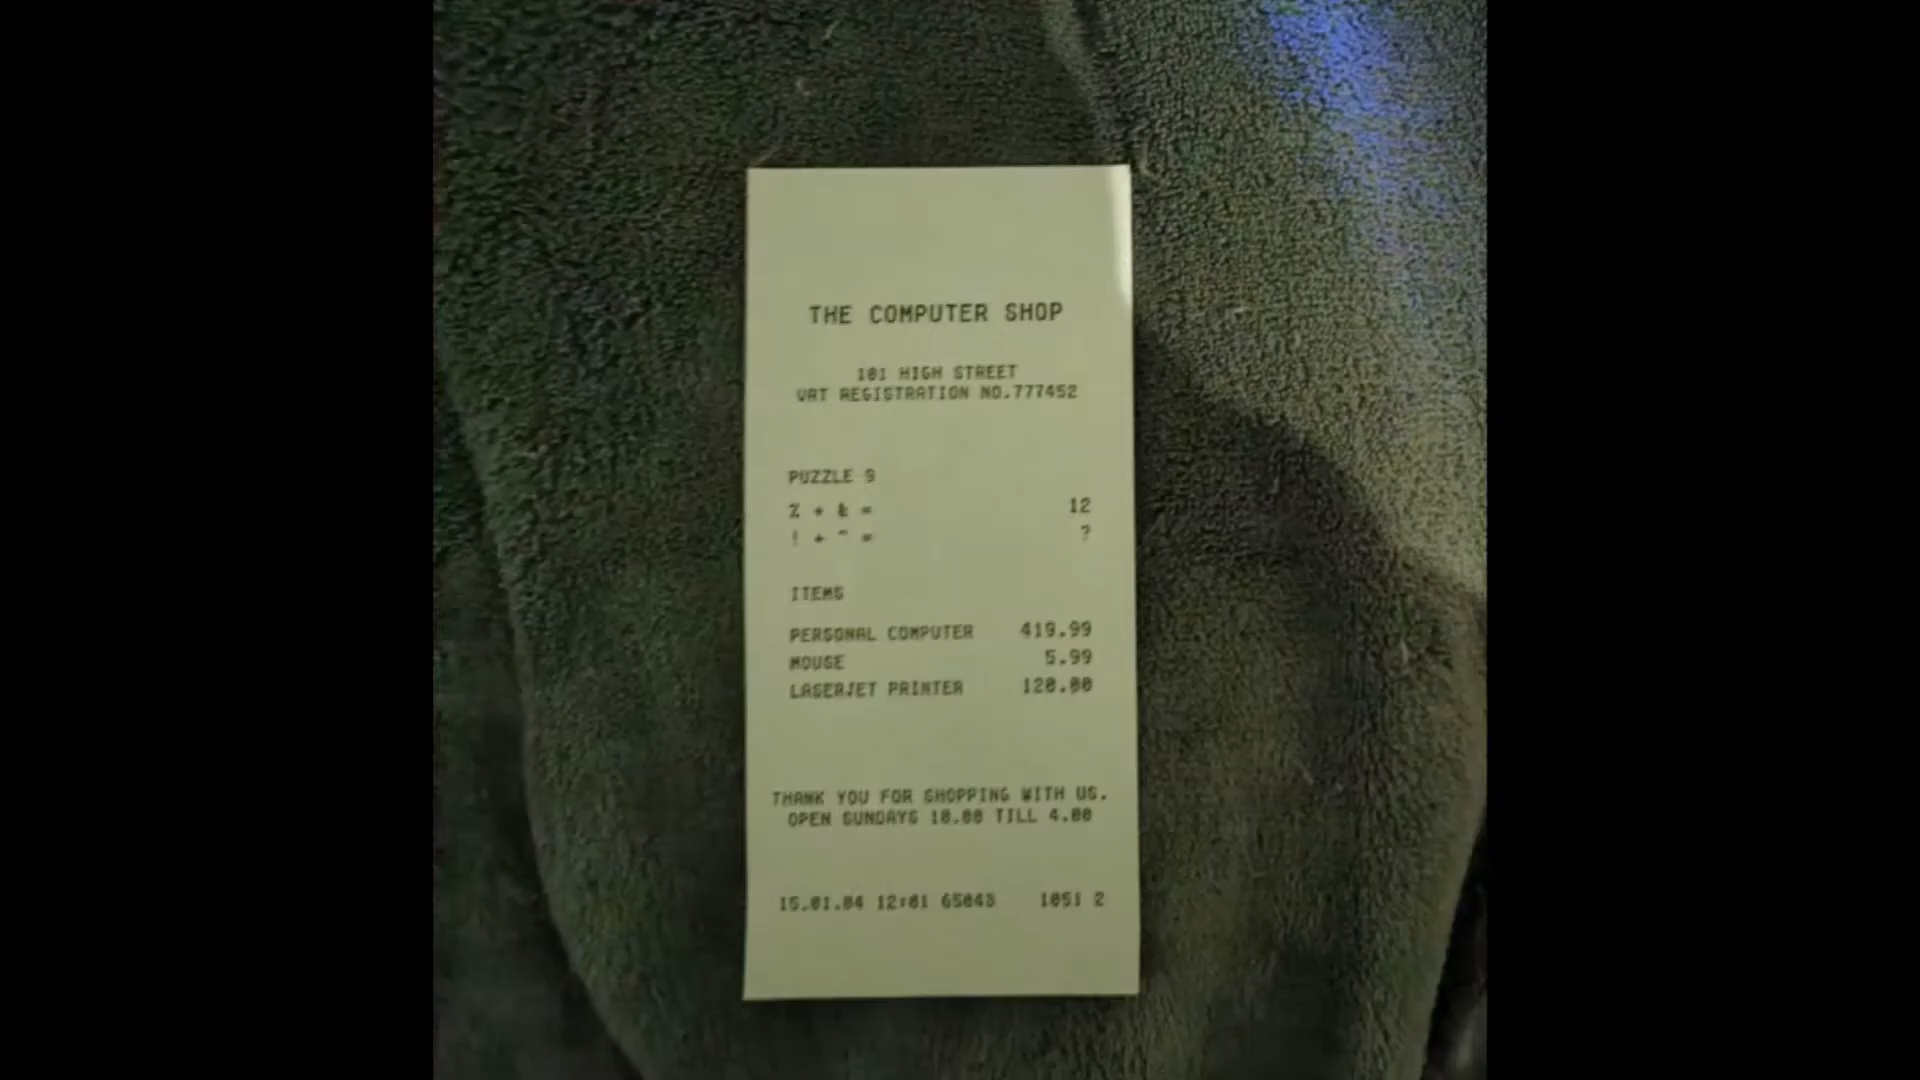 THE COMPUTER SHOP
101 HIGH STREET
VAT REGISTRATION NO.777452
PUZZLE 9
% + & = 12
! + ^ = ?
ITEMS
PERSONAL COMPUTER 419.99
MOUSE 5.99
LASERJET PRINTER 120.00
THANK YOU FOR SHOPPING WITH US.
OPEN SUNDAYS 10.00 TILL 4.00
15.01.04 12:01 65043 1051 2